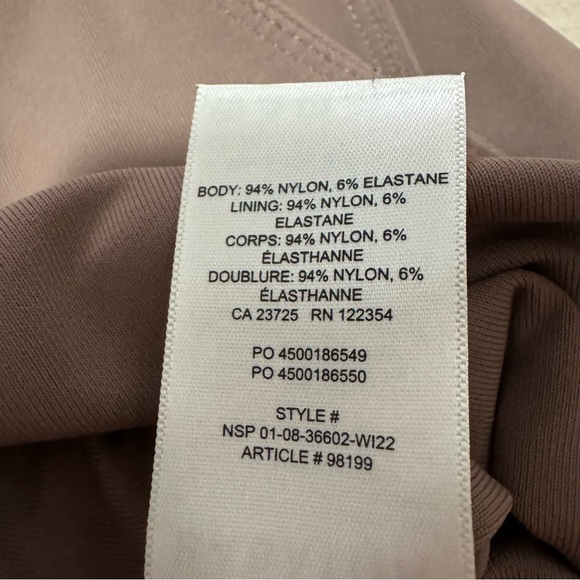 BODY: 94% NYLON, 6% ELASTANE
LINING: 94% NYLON, 6%
ELASTANE
CORPS: 94% NYLON, 6%
ÉLASTHANNE
DOUBLURE: 94% NYLON, 6%
ÉLASTHANNE
CA 23725 RN 122354
PO 4500186549
PO 4500186550
STYLE #
NSP 01-08-36602-WI22
ARTICLE # 98199